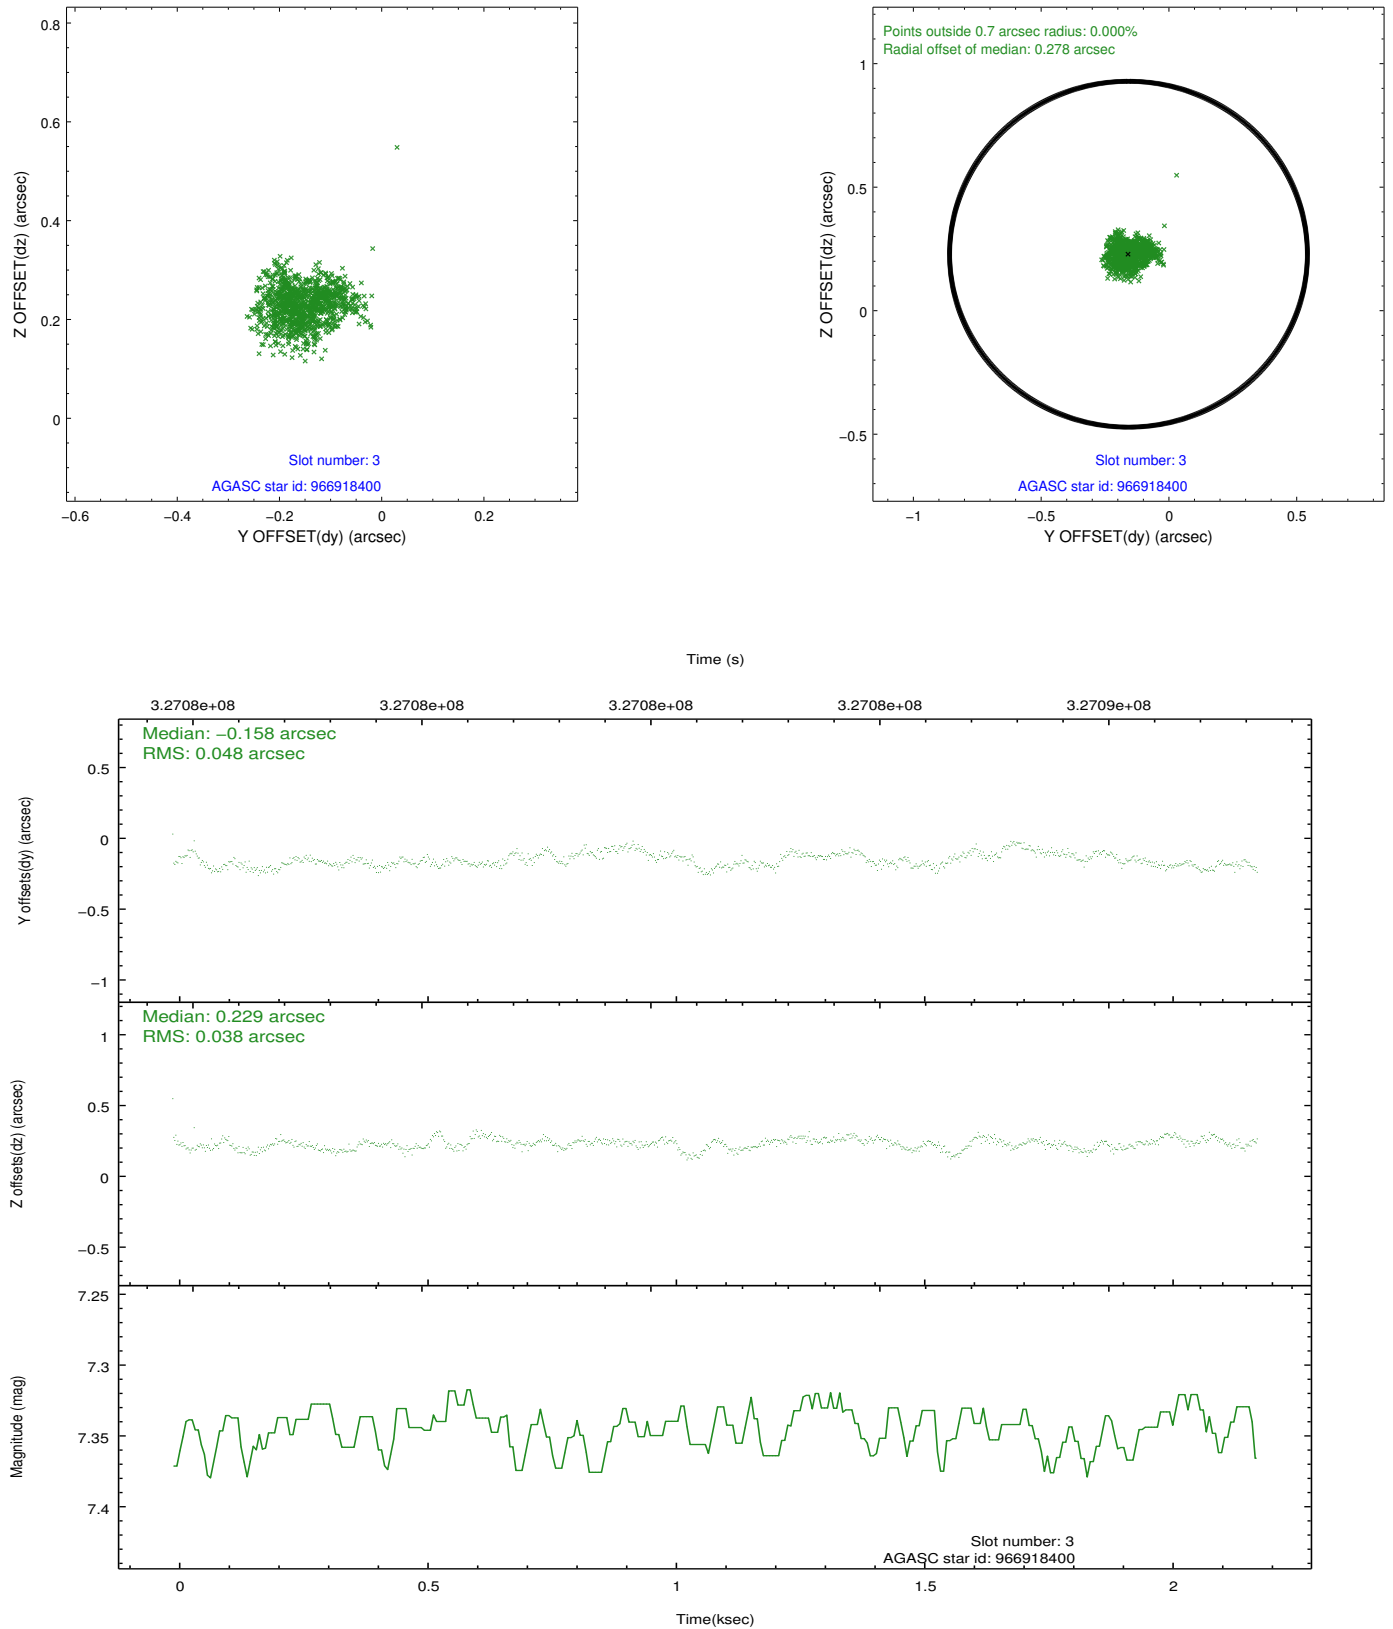 0.8
0.6
0.4
0.2
0
Z OFFSET(dz) (arcsec)
Slot number: 3
AGASC star id: 966918400
−0.6 −0.4 −0.2 0 0.2
Y OFFSET(dy) (arcsec)
Points outside 0.7 arcsec radius: 0.000%
Radial offset of median: 0.278 arcsec
1
0.5
0
−0.5
Z OFFSET(dz) (arcsec)
Slot number: 3
AGASC star id: 966918400
−1 −0.5 0 0.5
Y OFFSET(dy) (arcsec)
Time (s)
3.2708e+08 3.2708e+08 3.2708e+08 3.2708e+08 3.2709e+08
Median: −0.158 arcsec
RMS: 0.048 arcsec
0.5
0
−0.5
−1
Y offsets(dy) (arcsec)
Median: 0.229 arcsec
RMS: 0.038 arcsec
1
0.5
0
−0.5
Z offsets(dz) (arcsec)
7.25
7.3
7.35
7.4
Magnitude (mag)
Slot number: 3
AGASC star id: 966918400
0 0.5 1 1.5 2
Time(ksec)